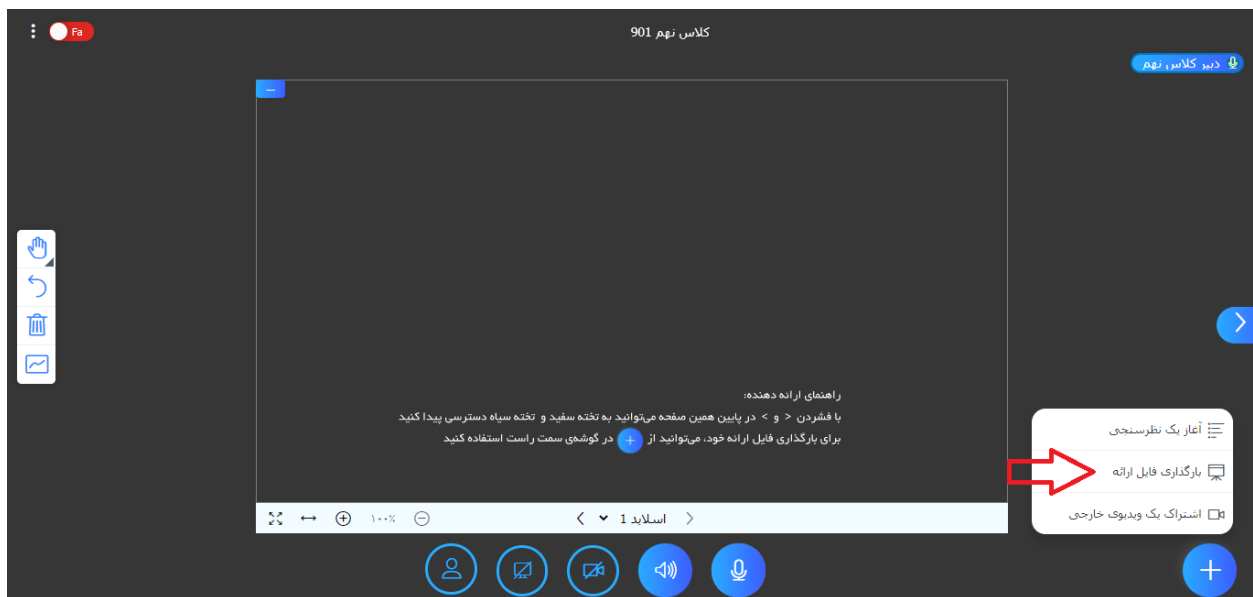 Fa
کلاس نهم 901
دبیر کلاس نهم
راهنمای ارائه دهنده:
با فشردن < و > در پایین همین صفحه می‌توانید به تخته سفید و تخته سیاه دسترسی پیدا کنید
برای بارگذاری فایل ارائه خود، می‌توانید از + در گوشه‌ی سمت راست استفاده کنید
آغاز یک نظرسنجی
بارگذاری فایل ارائه
اشتراک یک ویدیوی خارجی
اسلاید 1
۱۰۰%